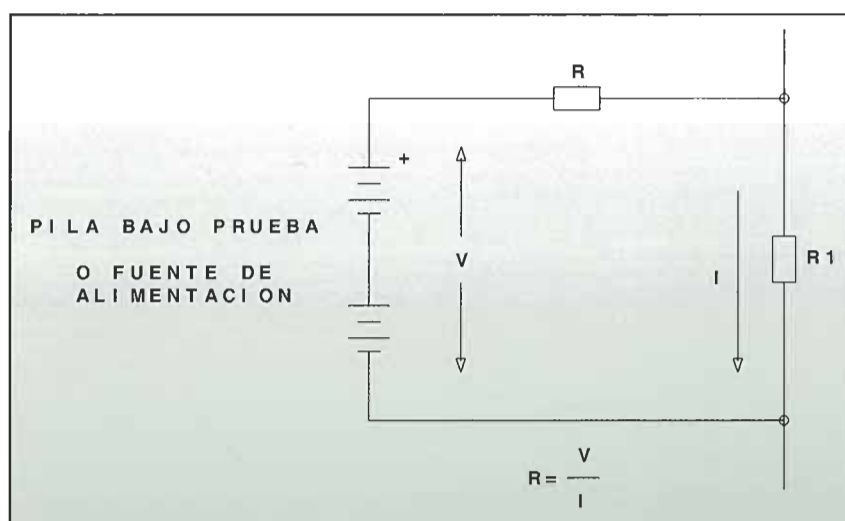 R
+
PILA BAJO PRUEBA
O FUENTE DE
ALIMENTACION
V
I
R1
R= V
I